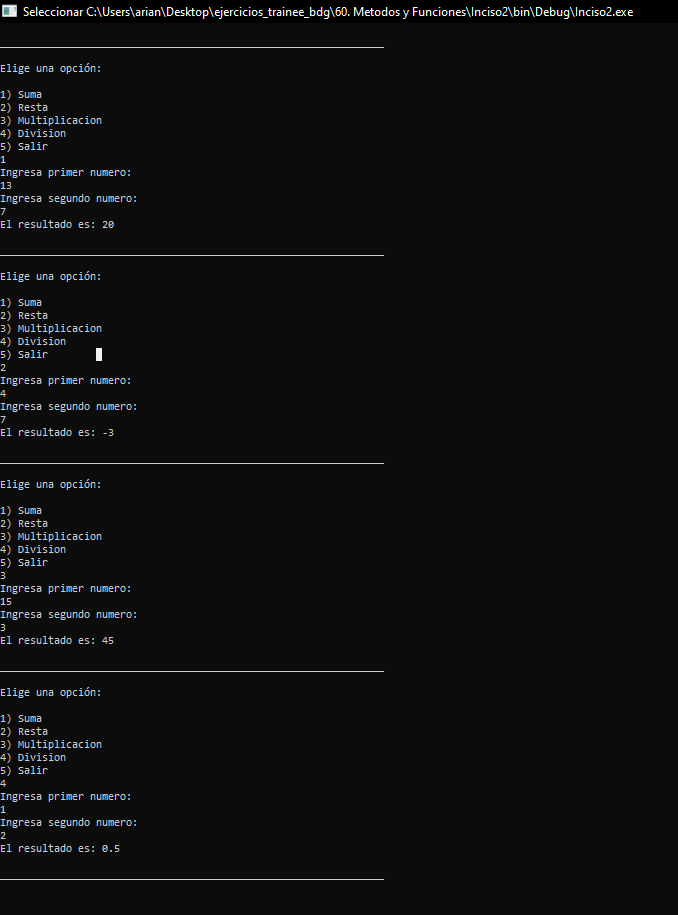 Seleccionar C:\Users\arian\Desktop\ejercicios_trainee_bdg\60. Metodos y Funciones\Inciso2\bin\Debug\Inciso2.exe
Elige una opción:
1) Suma
2) Resta
3) Multiplicacion
4) Division
5) Salir
1
Ingresa primer numero:
13
Ingresa segundo numero:
7
El resultado es: 20
Elige una opción:
1) Suma
2) Resta
3) Multiplicacion
4) Division
5) Salir
2
Ingresa primer numero:
4
Ingresa segundo numero:
7
El resultado es: -3
Elige una opción:
1) Suma
2) Resta
3) Multiplicacion
4) Division
5) Salir
3
Ingresa primer numero:
15
Ingresa segundo numero:
3
El resultado es: 45
Elige una opción:
1) Suma
2) Resta
3) Multiplicacion
4) Division
5) Salir
4
Ingresa primer numero:
1
Ingresa segundo numero:
2
El resultado es: 0.5